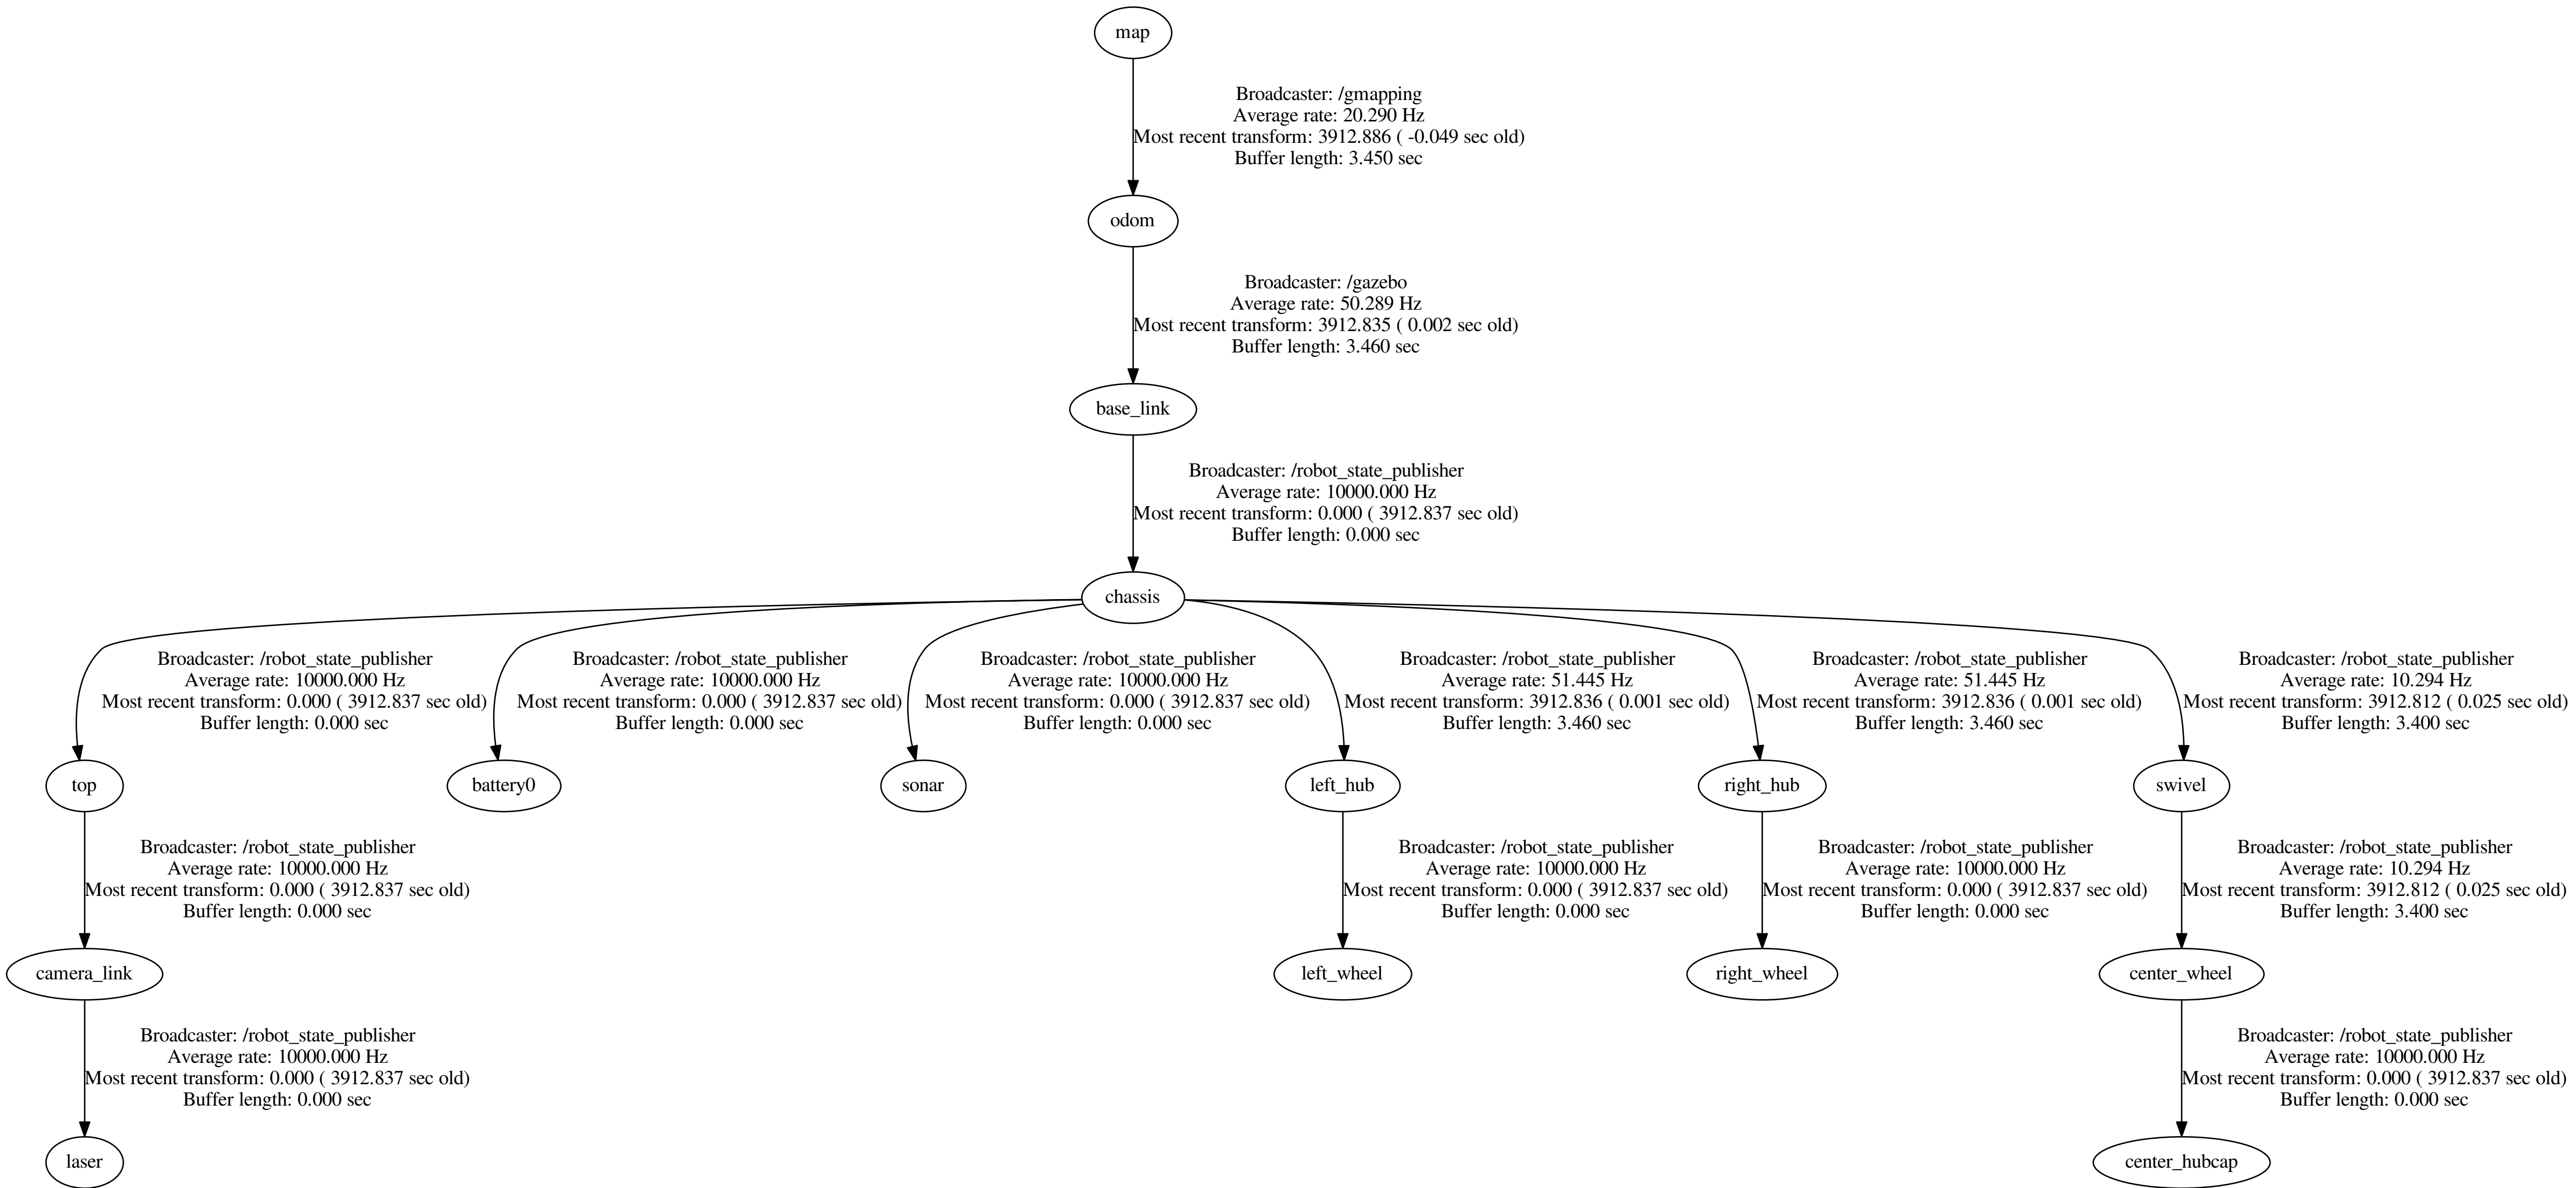 map
Broadcaster: /gmapping
Average rate: 20.290 Hz
Most recent transform: 3912.886 ( -0.049 sec old)
Buffer length: 3.450 sec
odom
Broadcaster: /gazebo
Average rate: 50.289 Hz
Most recent transform: 3912.835 ( 0.002 sec old)
Buffer length: 3.460 sec
base_link
Broadcaster: /robot_state_publisher
Average rate: 10000.000 Hz
Most recent transform: 0.000 ( 3912.837 sec old)
Buffer length: 0.000 sec
chassis
Broadcaster: /robot_state_publisher
Average rate: 10000.000 Hz
Most recent transform: 0.000 ( 3912.837 sec old)
Buffer length: 0.000 sec
Broadcaster: /robot_state_publisher
Average rate: 10000.000 Hz
Most recent transform: 0.000 ( 3912.837 sec old)
Buffer length: 0.000 sec
Broadcaster: /robot_state_publisher
Average rate: 10000.000 Hz
Most recent transform: 0.000 ( 3912.837 sec old)
Buffer length: 0.000 sec
Broadcaster: /robot_state_publisher
Average rate: 51.445 Hz
Most recent transform: 3912.836 ( 0.001 sec old)
Buffer length: 3.460 sec
Broadcaster: /robot_state_publisher
Average rate: 51.445 Hz
Most recent transform: 3912.836 ( 0.001 sec old)
Buffer length: 3.460 sec
Broadcaster: /robot_state_publisher
Average rate: 10.294 Hz
Most recent transform: 3912.812 ( 0.025 sec old)
Buffer length: 3.400 sec
top
battery0
sonar
left_hub
right_hub
swivel
Broadcaster: /robot_state_publisher
Average rate: 10000.000 Hz
Most recent transform: 0.000 ( 3912.837 sec old)
Buffer length: 0.000 sec
Broadcaster: /robot_state_publisher
Average rate: 10000.000 Hz
Most recent transform: 0.000 ( 3912.837 sec old)
Buffer length: 0.000 sec
Broadcaster: /robot_state_publisher
Average rate: 10000.000 Hz
Most recent transform: 0.000 ( 3912.837 sec old)
Buffer length: 0.000 sec
Broadcaster: /robot_state_publisher
Average rate: 10.294 Hz
Most recent transform: 3912.812 ( 0.025 sec old)
Buffer length: 3.400 sec
camera_link
left_wheel
right_wheel
center_wheel
Broadcaster: /robot_state_publisher
Average rate: 10000.000 Hz
Most recent transform: 0.000 ( 3912.837 sec old)
Buffer length: 0.000 sec
Broadcaster: /robot_state_publisher
Average rate: 10000.000 Hz
Most recent transform: 0.000 ( 3912.837 sec old)
Buffer length: 0.000 sec
laser
center_hubcap